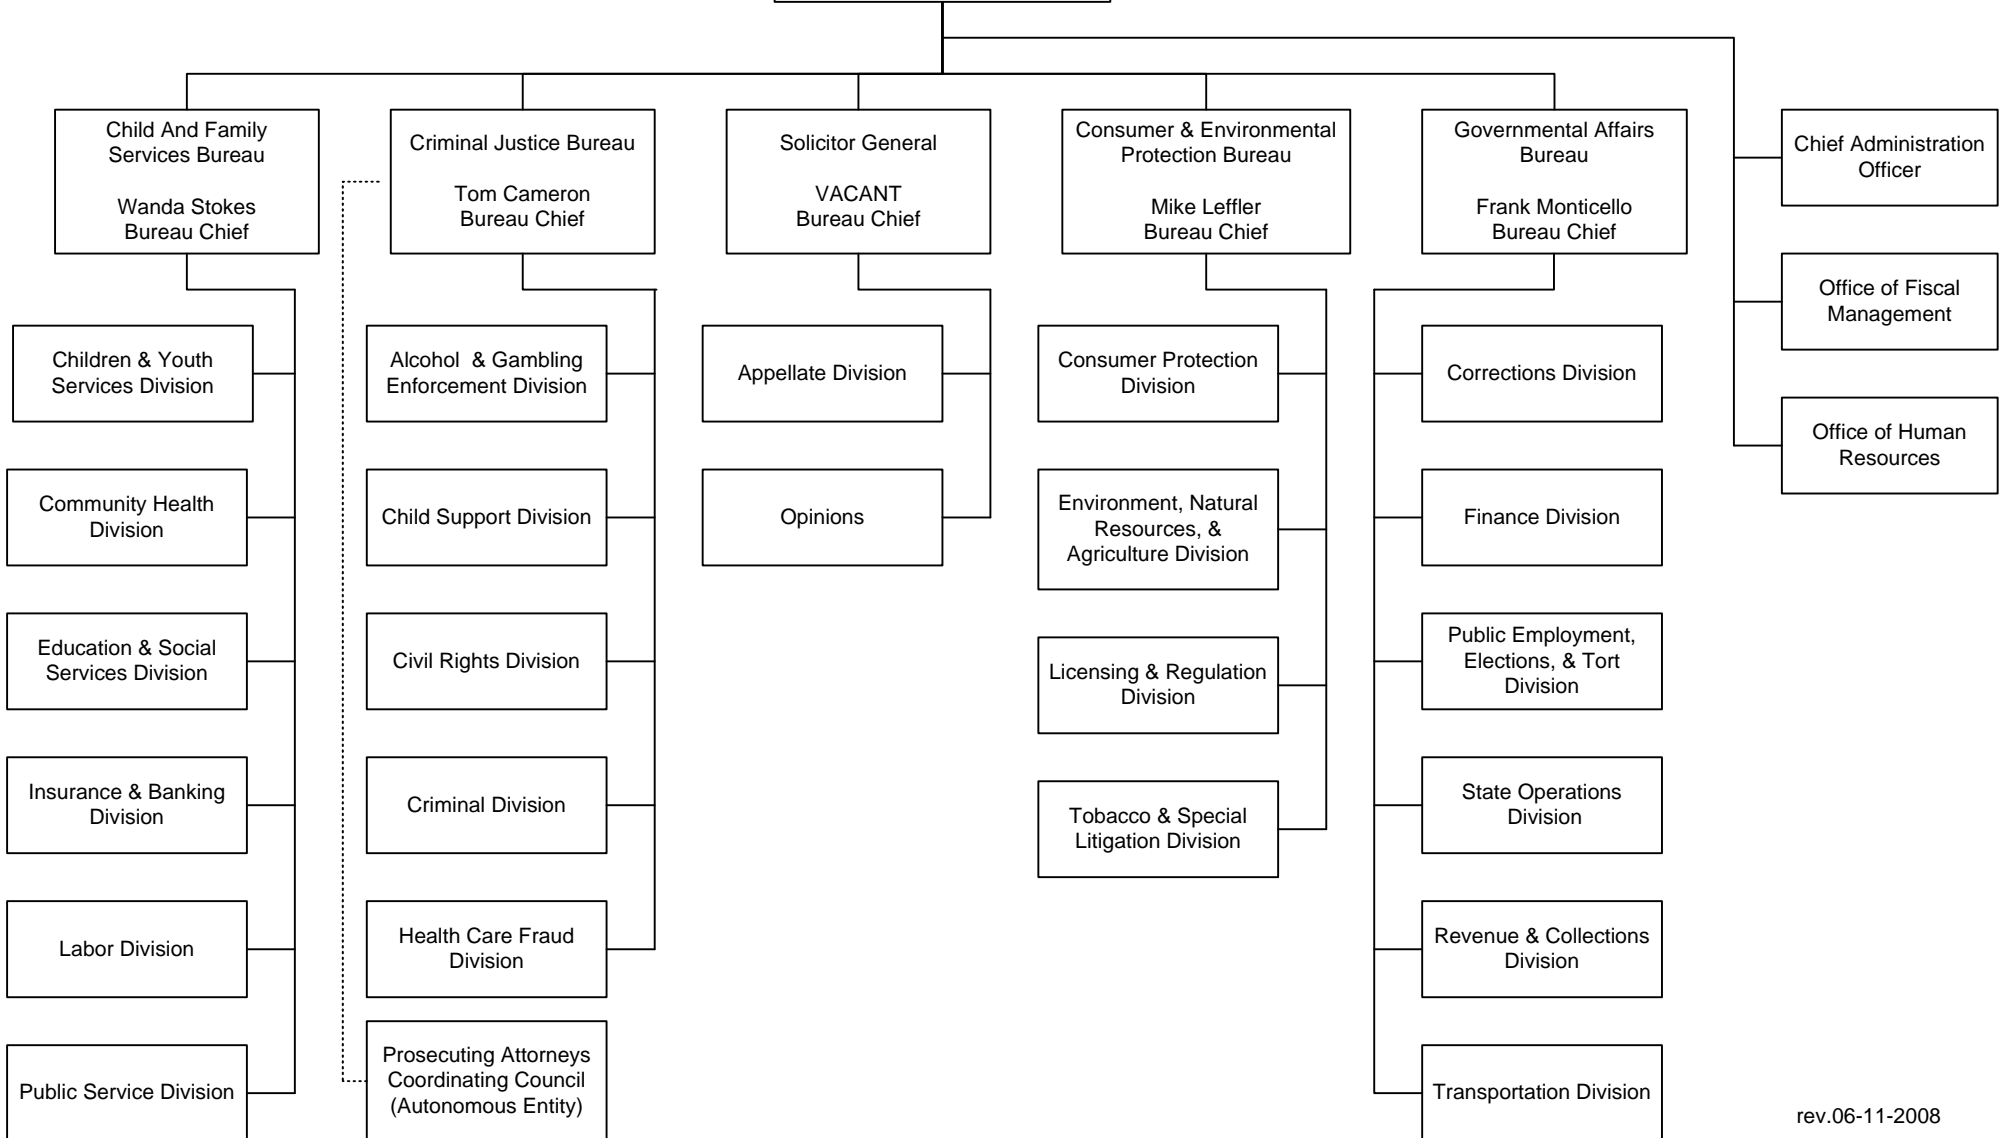 Child And Family
Services Bureau
Wanda Stokes
Bureau Chief
Criminal Justice Bureau
Tom Cameron
Bureau Chief
Solicitor General
VACANT
Bureau Chief
Consumer & Environmental
Protection Bureau
Mike Leffler
Bureau Chief
Governmental Affairs
Bureau
Frank Monticello
Bureau Chief
Chief Administration
Officer
Office of Fiscal
Management
Office of Human
Resources
Children & Youth
Services Division
Community Health
Division
Education & Social
Services Division
Insurance & Banking
Division
Labor Division
Public Service Division
Alcohol  & Gambling
Enforcement Division
Child Support Division
Civil Rights Division
Criminal Division
Health Care Fraud
Division
Prosecuting Attorneys
Coordinating Council
(Autonomous Entity)
Appellate Division
Opinions
Consumer Protection
Division
Environment, Natural
Resources, &
Agriculture Division
Licensing & Regulation
Division
Tobacco & Special
Litigation Division
Corrections Division
Finance Division
Public Employment,
Elections, & Tort
Division
State Operations
Division
Revenue & Collections
Division
Transportation Division
rev.06-11-2008